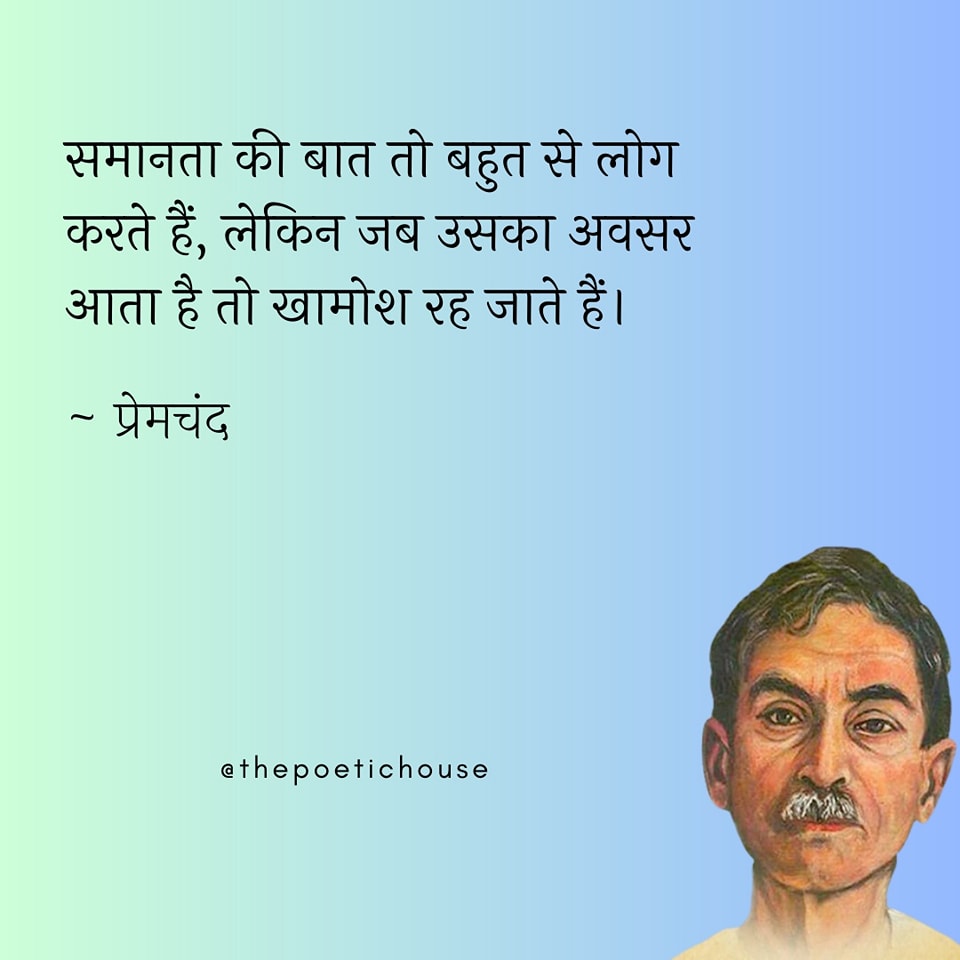 समानता की बात तो बहुत से लोग
करते हैं, लेकिन जब उसका अवसर
आता है तो खामोश रह जाते हैं।
~ प्रेमचंद
@thepoetichouse